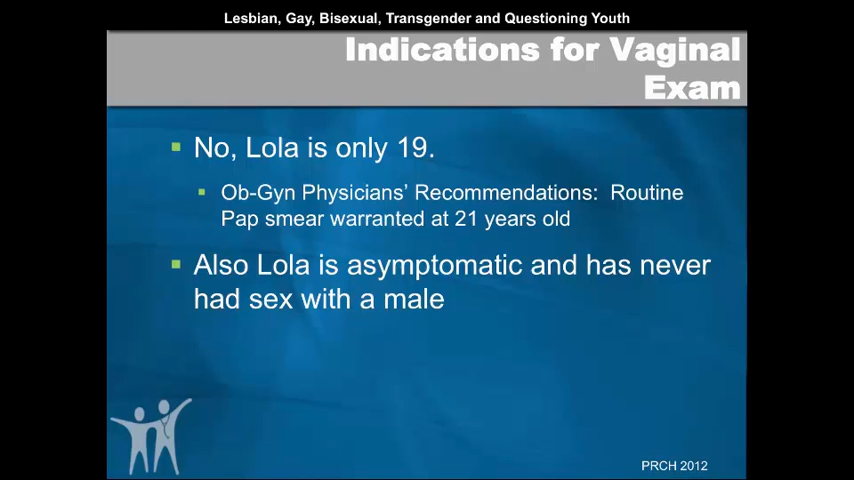 Lesbian, Gay, Bisexual, Transgender and Questioning Youth
Indications for Vaginal
Exam
No, Lola is only 19.
Ob-Gyn Physicians' Recommendations: Routine
Pap smear warranted at 21 years old
Also Lola is asymptomatic and has never
had sex with a male
PRCH 2012